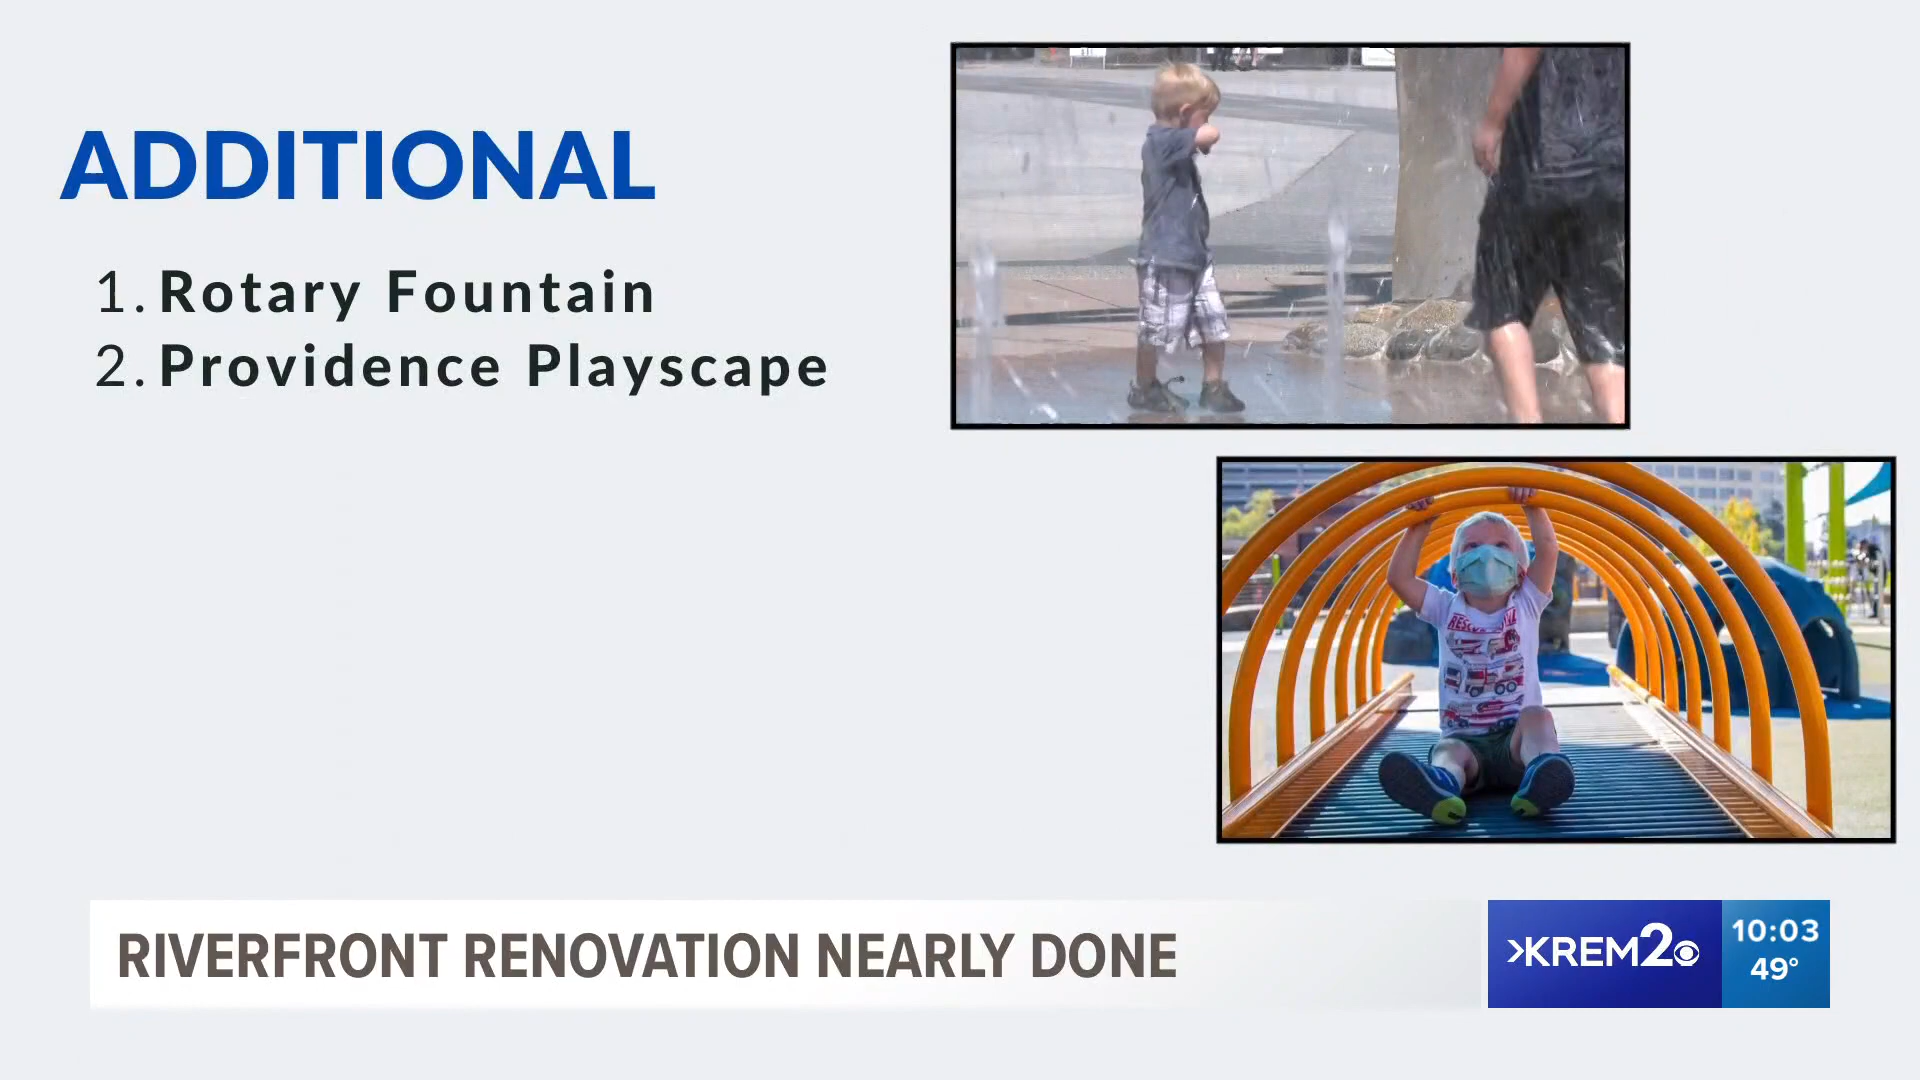 ADDITIONAL
1. Rotary Fountain
2. Providence Playscape
RIVERFRONT RENOVATION NEARLY DONE
KREM2
10:03
49°